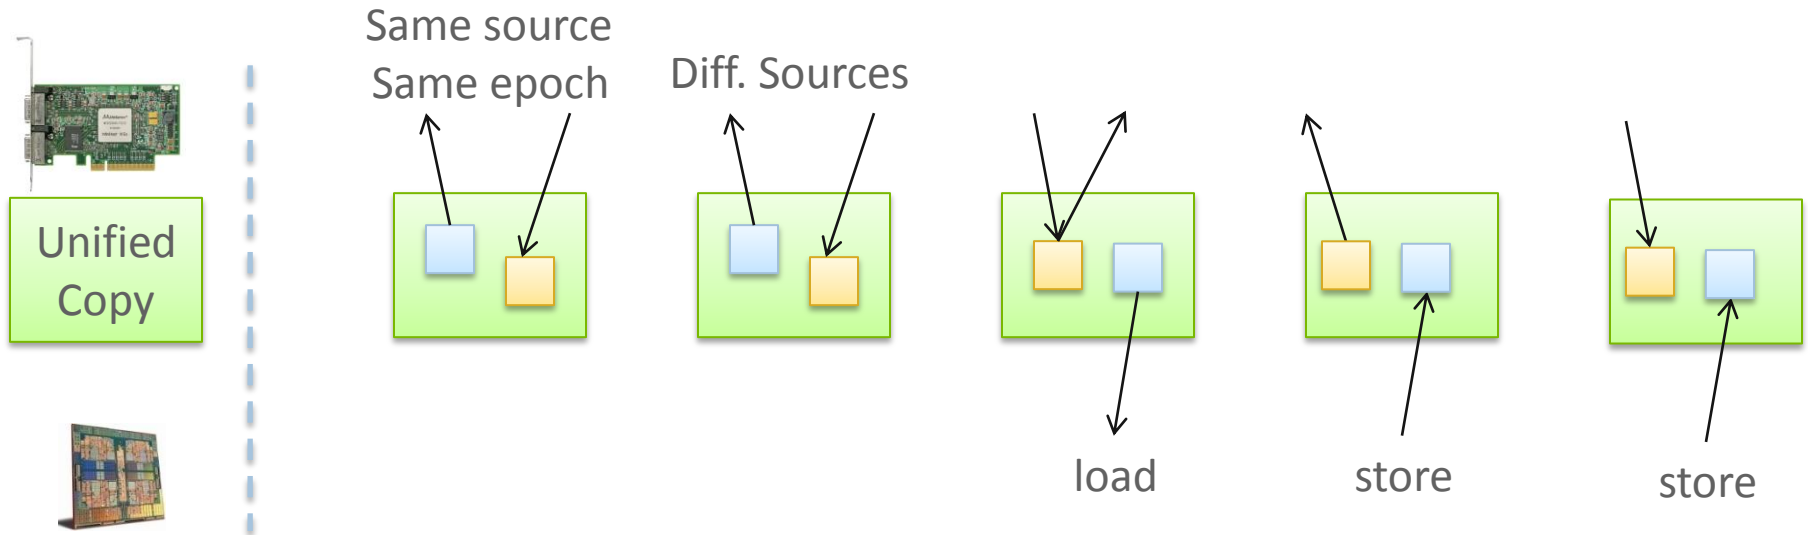 Same source
Same epoch
Diff. Sources
Unified
Copy
load
store
store